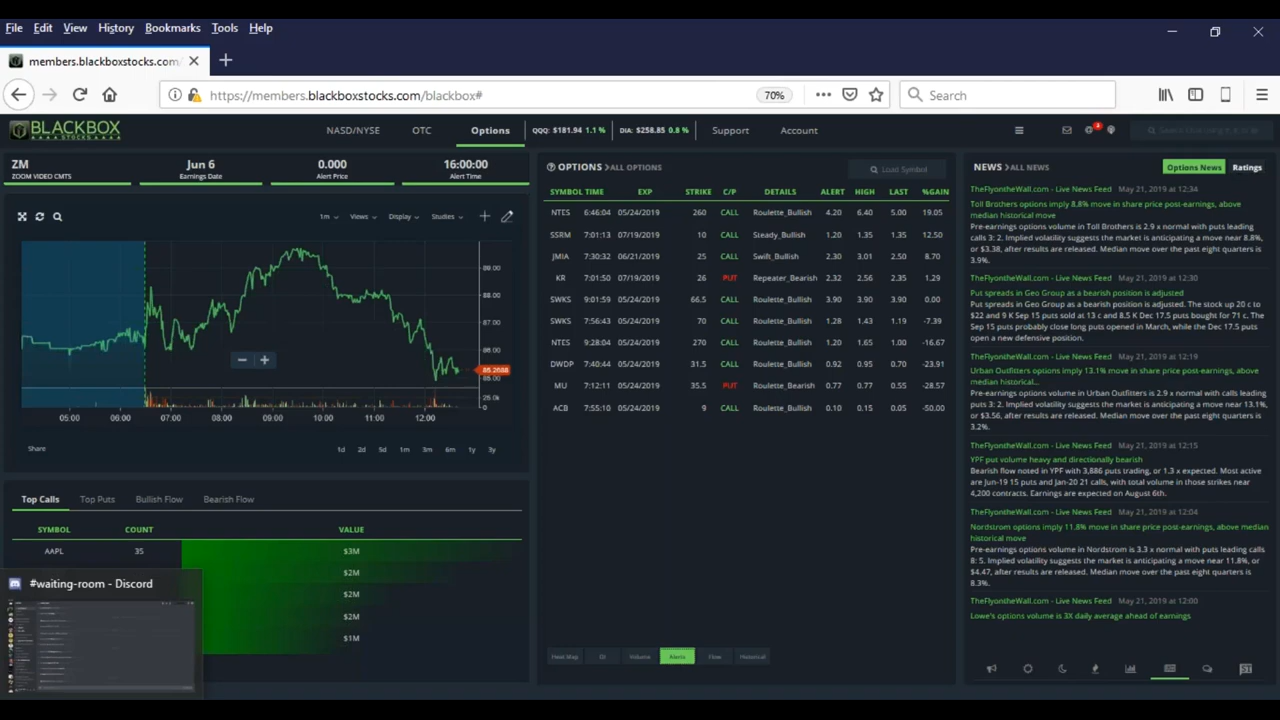 File Edit View History Bookmarks Tools Help
members.blackboxstocks.com/
https://members.blackboxstocks.com/blackbox#
70%
Search
BLACKBOX
STOCKS
NASD/NYSE OTC Options
QQQ: $181.94 1.1 % DIA: $258.85 0.8 %
Support Account
3
ZM
ZOOM VIDEO CMTS
Jun 6
Earnings Date
0.000
Alert Price
16:00:00
Alert Time
1m Views Display Studies
89.00
88.00
87.00
86.00
85.2688
85.00
25.0k
0
05:00 06:00 07:00 08:00 09:00 10:00 11:00 12:00
Share
1d 2d 5d 1m 3m 6m 1y 3y
Top Calls Top Puts Bullish Flow Bearish Flow
SYMBOL COUNT VALUE
AAPL 35 $3M
$2M
$2M
$2M
$1M
#waiting-room - Discord
OPTIONS > ALL OPTIONS
Load Symbol
SYMBOL TIME EXP STRIKE C/P DETAILS ALERT HIGH LAST %GAIN
NTES 6:46:04 05/24/2019 260 CALL Roulette_Bullish 4.20 6.40 5.00 19.05
SSRM 7:01:13 07/19/2019 10 CALL Steady_Bullish 1.20 1.35 1.35 12.50
JMIA 7:30:32 06/21/2019 25 CALL Swift_Bullish 2.30 3.01 2.50 8.70
KR 7:01:50 07/19/2019 26 PUT Repeater_Bearish 2.32 2.56 2.35 1.29
SWKS 9:01:59 05/24/2019 66.5 CALL Roulette_Bullish 3.90 3.90 3.90 0.00
SWKS 7:56:43 05/24/2019 70 CALL Roulette_Bullish 1.28 1.43 1.19 -7.39
NTES 9:28:04 05/24/2019 270 CALL Roulette_Bullish 1.20 1.65 1.00 -16.67
DWDP 7:40:44 05/24/2019 31.5 CALL Roulette_Bullish 0.92 0.95 0.70 -23.91
MU 7:12:11 05/24/2019 35.5 PUT Roulette_Bearish 0.77 0.77 0.55 -28.57
ACB 7:55:10 05/24/2019 9 CALL Roulette_Bullish 0.10 0.15 0.05 -50.00
Heat Map Volume Alerts Flow Historical
NEWS > ALL NEWS
Options News Ratings
TheFlyontheWall.com - Live News Feed May 21, 2019 at 12:34
Toll Brothers options imply 8.8% move in share price post-earnings, above
median historical move
Pre-earnings options volume in Toll Brothers is 2.9 x normal with puts leading
calls 3: 2. Implied volatility suggests the market is anticipating a move near 8.8%,
or $3.38, after results are released. Median move over the past eight quarters is
3.9%.
TheFlyontheWall.com - Live News Feed May 21, 2019 at 12:30
Put spreads in Geo Group as a bearish position is adjusted
Put spreads in Geo Group as a bearish position is adjusted. The stock up 20 c to
$22 and 9 K Sep 15 puts sold at 13 c and 8.5 K Dec 17.5 puts bought for 71 c. The
Sep 15 puts probably close long puts opened in March, while the Dec 17.5 puts
open a new defensive position.
TheFlyontheWall.com - Live News Feed May 21, 2019 at 12:19
Urban Outfitters options imply 13.1% move in share price post-earnings, above
median historical...
Pre-earnings options volume in Urban Outfitters is 2.9 x normal with calls leading
puts 3: 2. Implied volatility suggests the market is anticipating a move near 13.1%,
or $3.56, after results are released. Median move over the past eight quarters is
3.2%.
TheFlyontheWall.com - Live News Feed May 21, 2019 at 12:15
YPF put volume heavy and directionally bearish
Bearish flow noted in YPF with 3,886 puts trading, or 1.3 x expected. Most active
are Jun-19 15 puts and Jan-20 21 calls, with total volume in those strikes near
4,200 contracts. Earnings are expected on August 6th.
TheFlyontheWall.com - Live News Feed May 21, 2019 at 12:04
Nordstrom options imply 11.8% move in share price post-earnings, above median
historical move
Pre-earnings options volume in Nordstrom is 3.3 x normal with puts leading calls
8: 5. Implied volatility suggests the market is anticipating a move near 11.8%, or
$4.47, after results are released. Median move over the past eight quarters is
8.3%.
TheFlyontheWall.com - Live News Feed May 21, 2019 at 12:00
Lowe's options volume is 3X daily average ahead of earnings